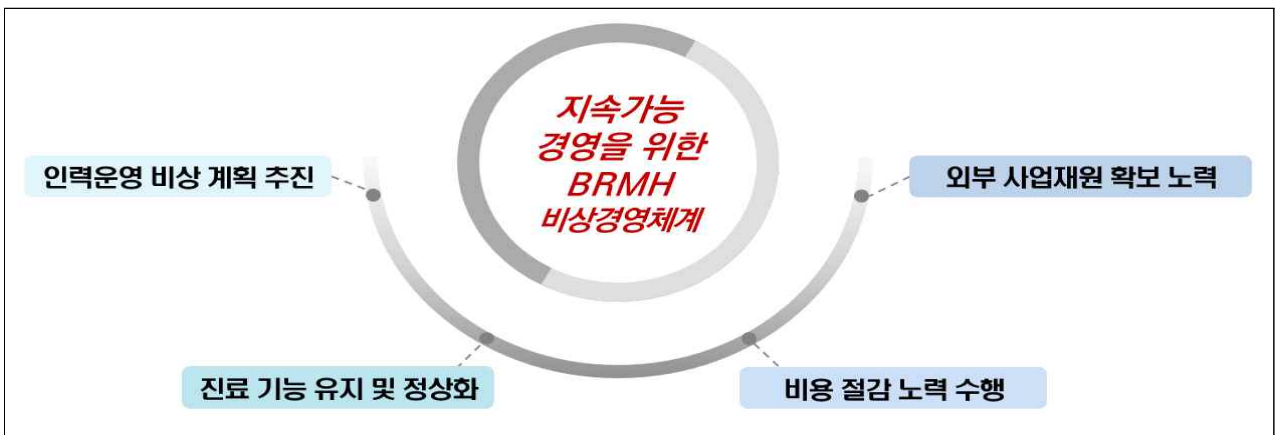 지속가능
경영을 위한
BRMH
비상경영체계
인력운영 비상 계획 추진
외부 사업재원 확보 노력
진료 기능 유지 및 정상화
비용 절감 노력 수행